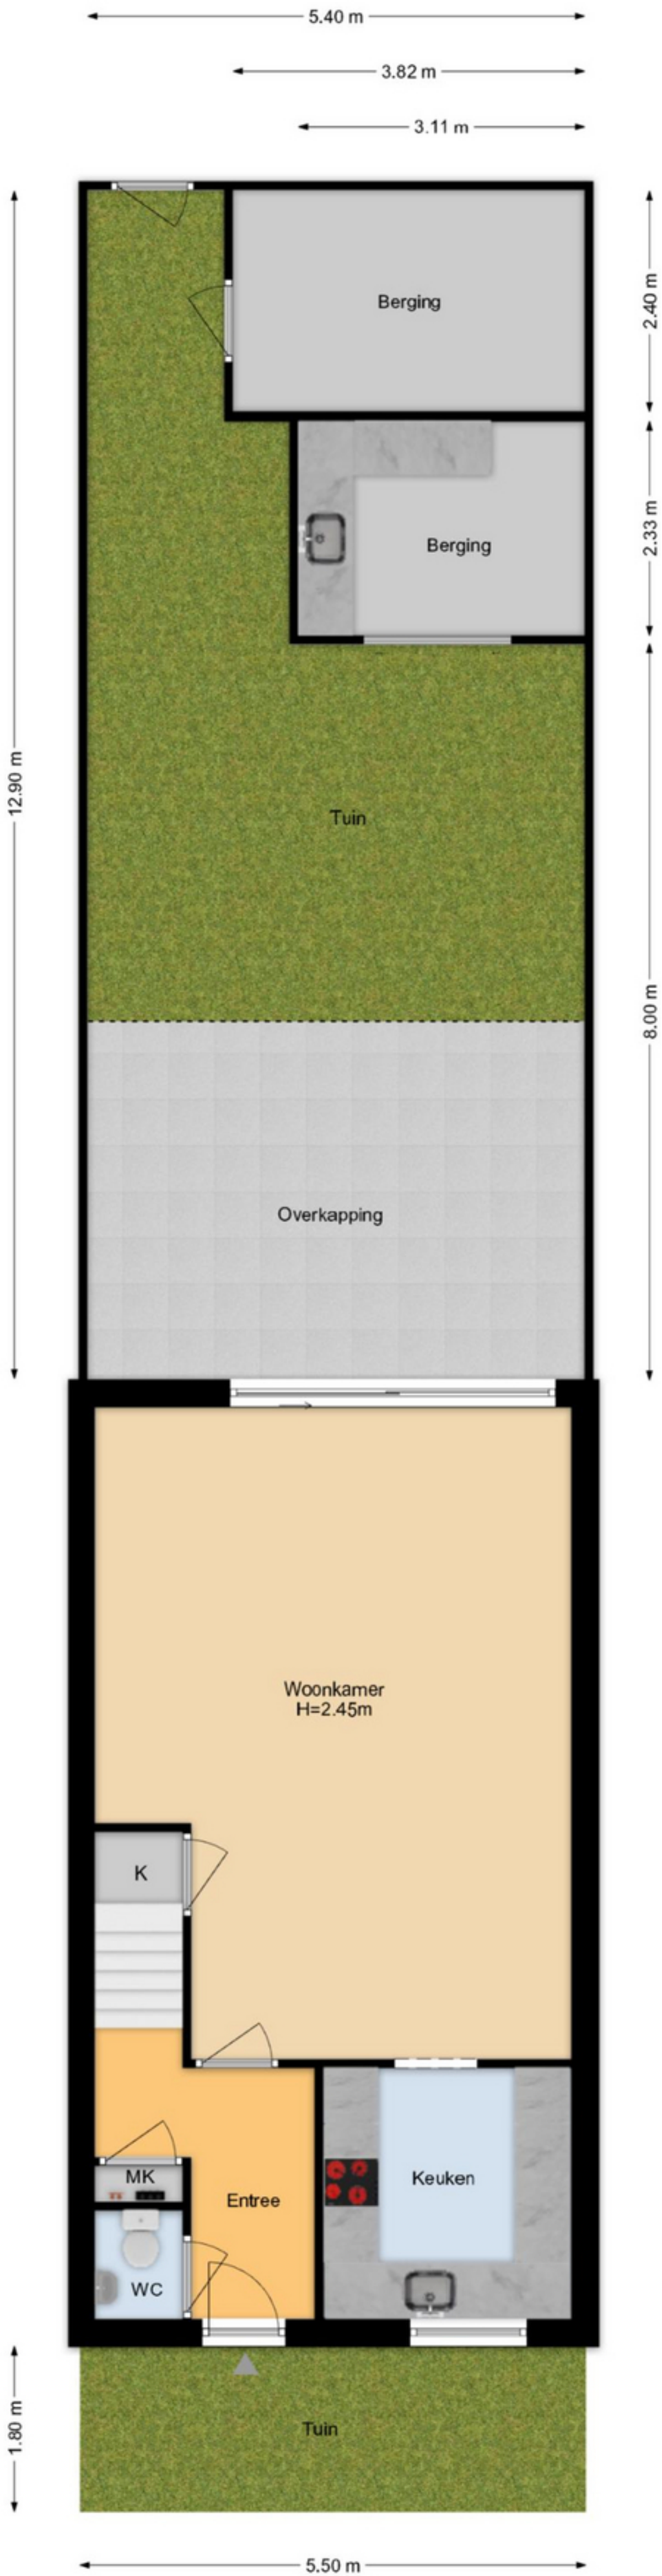 5.40 m
3.82 m
3.11 m
Berging
2.40 m
Berging
2.33 m
12.90 m
Tuin
8.00 m
Overkapping
Woonkamer
H=2.45m
K
MK
Keuken
Entree
WC
Tuin
1.80 m
5.50 m